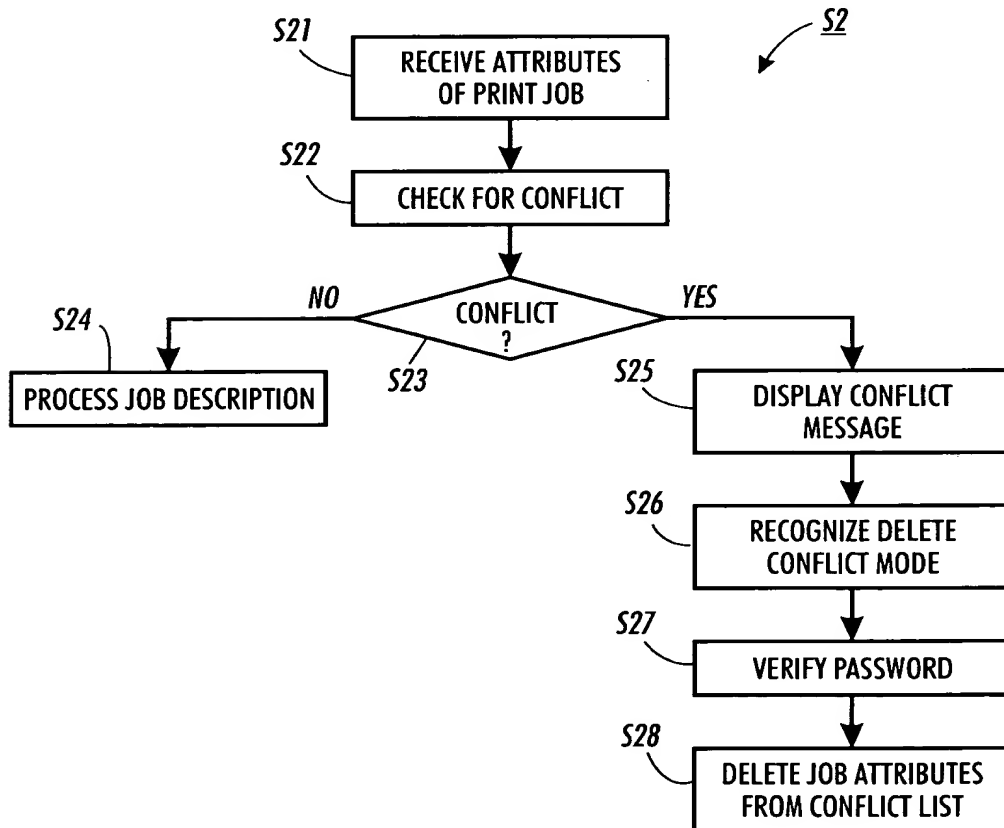 S2
S21
RECEIVE ATTRIBUTES
OF PRINT JOB
S22
CHECK FOR CONFLICT
NO
CONFLICT
?
YES
S23
S24
PROCESS JOB DESCRIPTION
S25
DISPLAY CONFLICT
MESSAGE
S26
RECOGNIZE DELETE
CONFLICT MODE
S27
VERIFY PASSWORD
S28
DELETE JOB ATTRIBUTES
FROM CONFLICT LIST